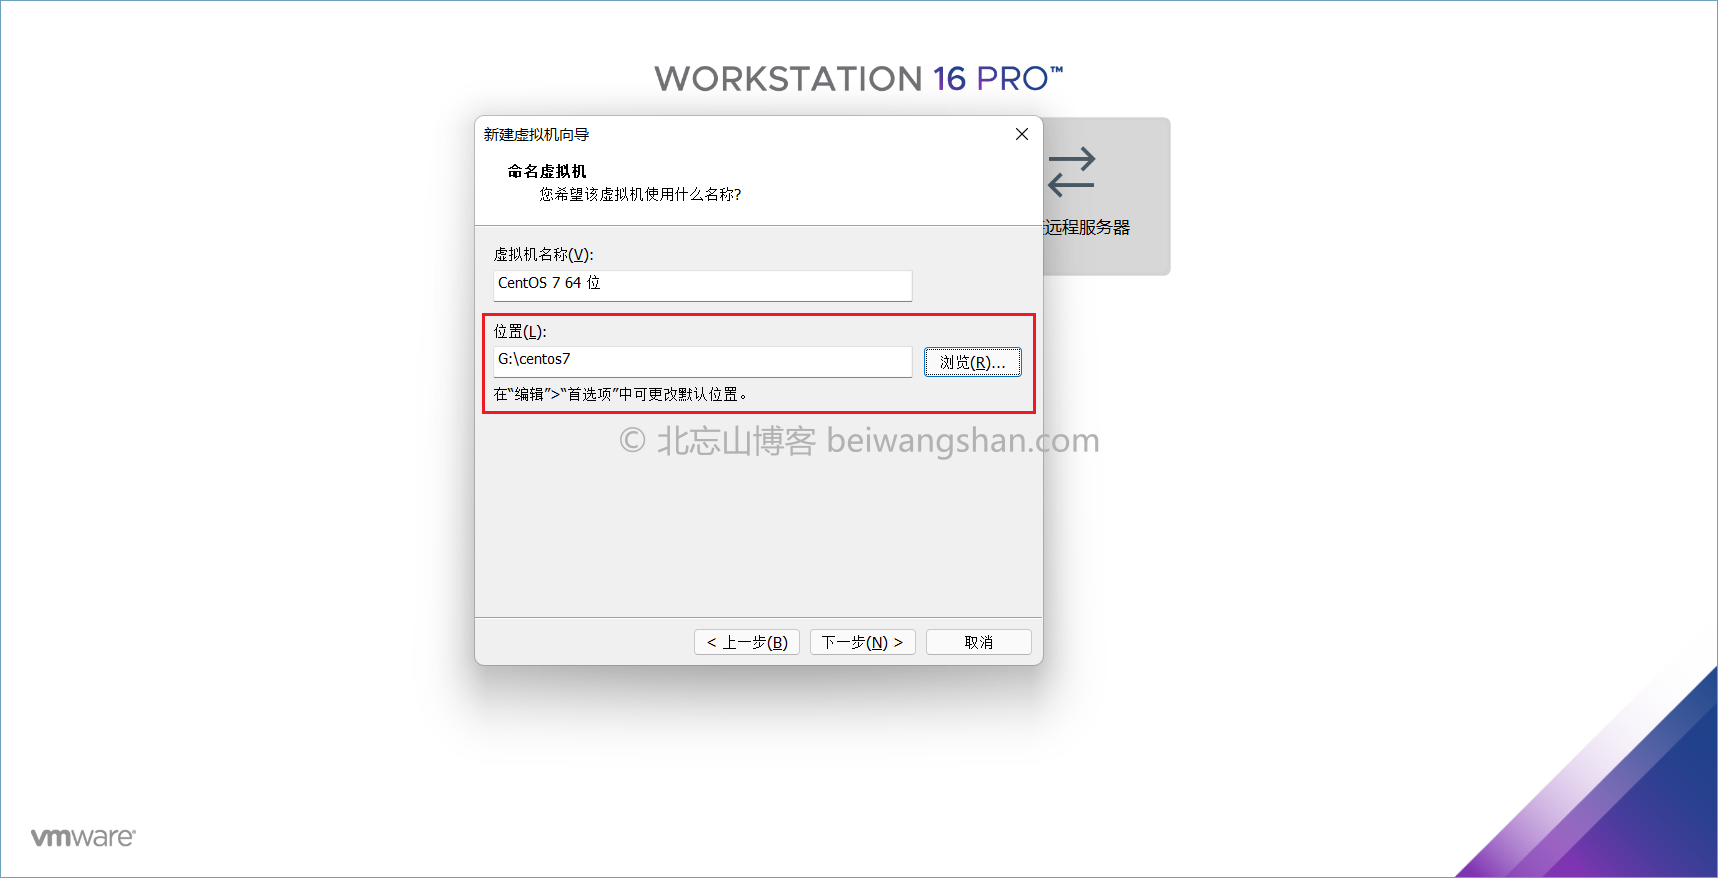 WORKSTATION 16 PRO™
新建虚拟机向导
命名虚拟机
您希望该虚拟机使用什么名称?
远程服务器
虚拟机名称(V):
CentOS 7 64 位
位置(L):
G:\centos7
浏览(R)...
在“编辑”>“首选项”中可更改默认位置。
© 北忘山博客 beiwangshan.com
< 上一步(B)
下一步(N) >
取消
vmware®